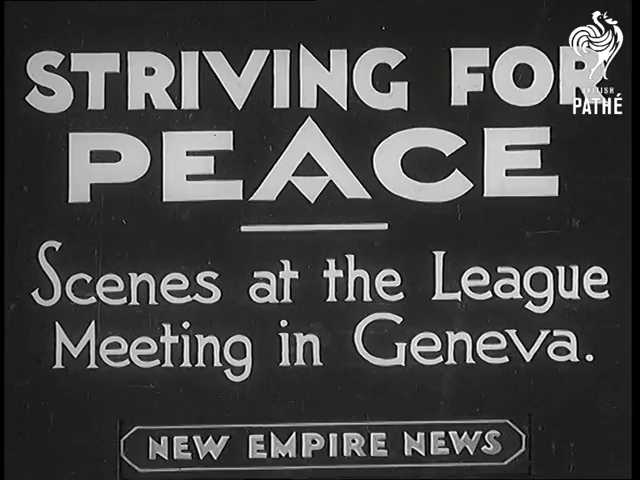 STRIVING FOR
PEACE
Scenes at the League
Meeting in Geneva.
NEW EMPIRE NEWS
BRITISH
PATHÉ